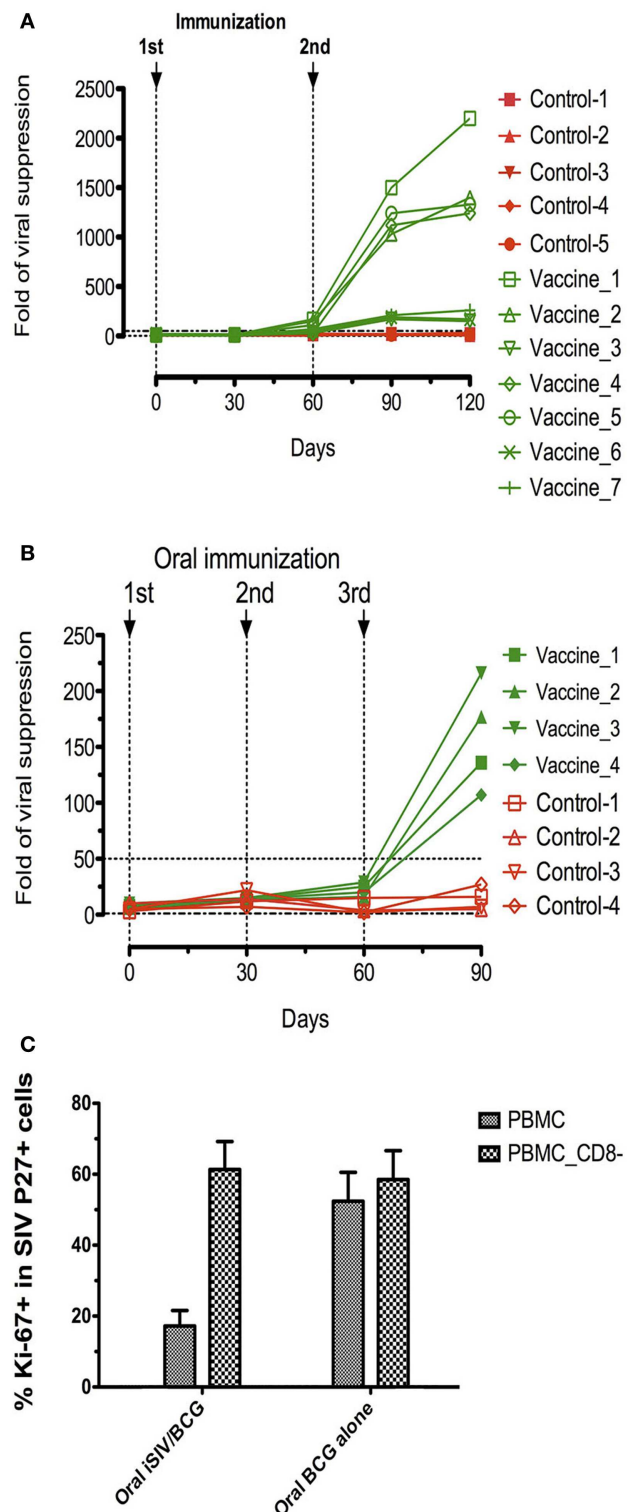 A
Immunization
1st 2nd
Fold of viral suppression
2500
2000
1500
1000
500
0
0 30 60 90 120
Days
Control-1
Control-2
Control-3
Control-4
Control-5
Vaccine_1
Vaccine_2
Vaccine_3
Vaccine_4
Vaccine_5
Vaccine_6
Vaccine_7
B
Oral immunization
1st 2nd 3rd
Fold of viral suppression
250
200
150
100
50
0
0 30 60 90
Days
Vaccine_1
Vaccine_2
Vaccine_3
Vaccine_4
Control-1
Control-2
Control-3
Control-4
C
% Ki-67+ in SIV P27+ cells
80
60
40
20
0
Oral iSIV/BCG
Oral BCG alone
PBMC
PBMC_CD8-